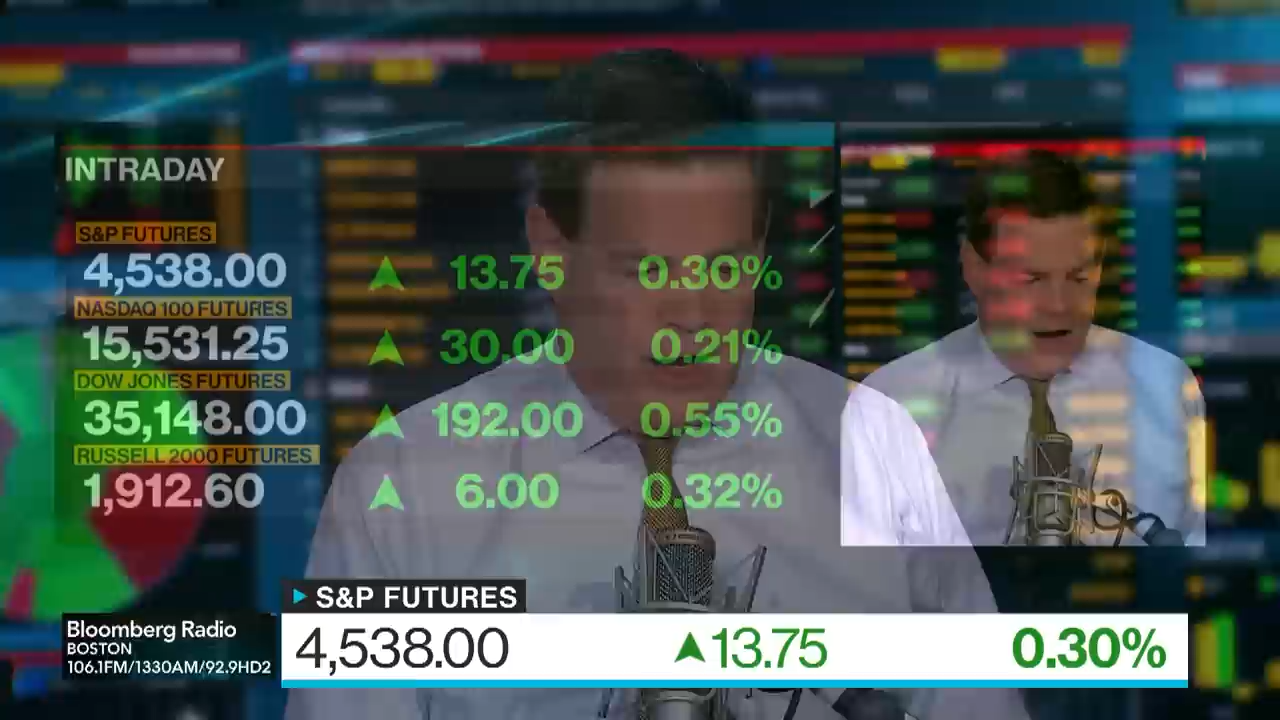 INTRADAY
S&P FUTURES
4,538.00 ▲ 13.75 0.30%
NASDAQ 100 FUTURES
15,531.25 ▲ 30.00 0.21%
DOW JONES FUTURES
35,148.00 ▲ 192.00 0.55%
RUSSELL 2000 FUTURES
1,912.60 ▲ 6.00 0.32%
S&P FUTURES
4,538.00 ▲13.75 0.30%
Bloomberg Radio
BOSTON
106.1FM/1330AM/92.9HD2